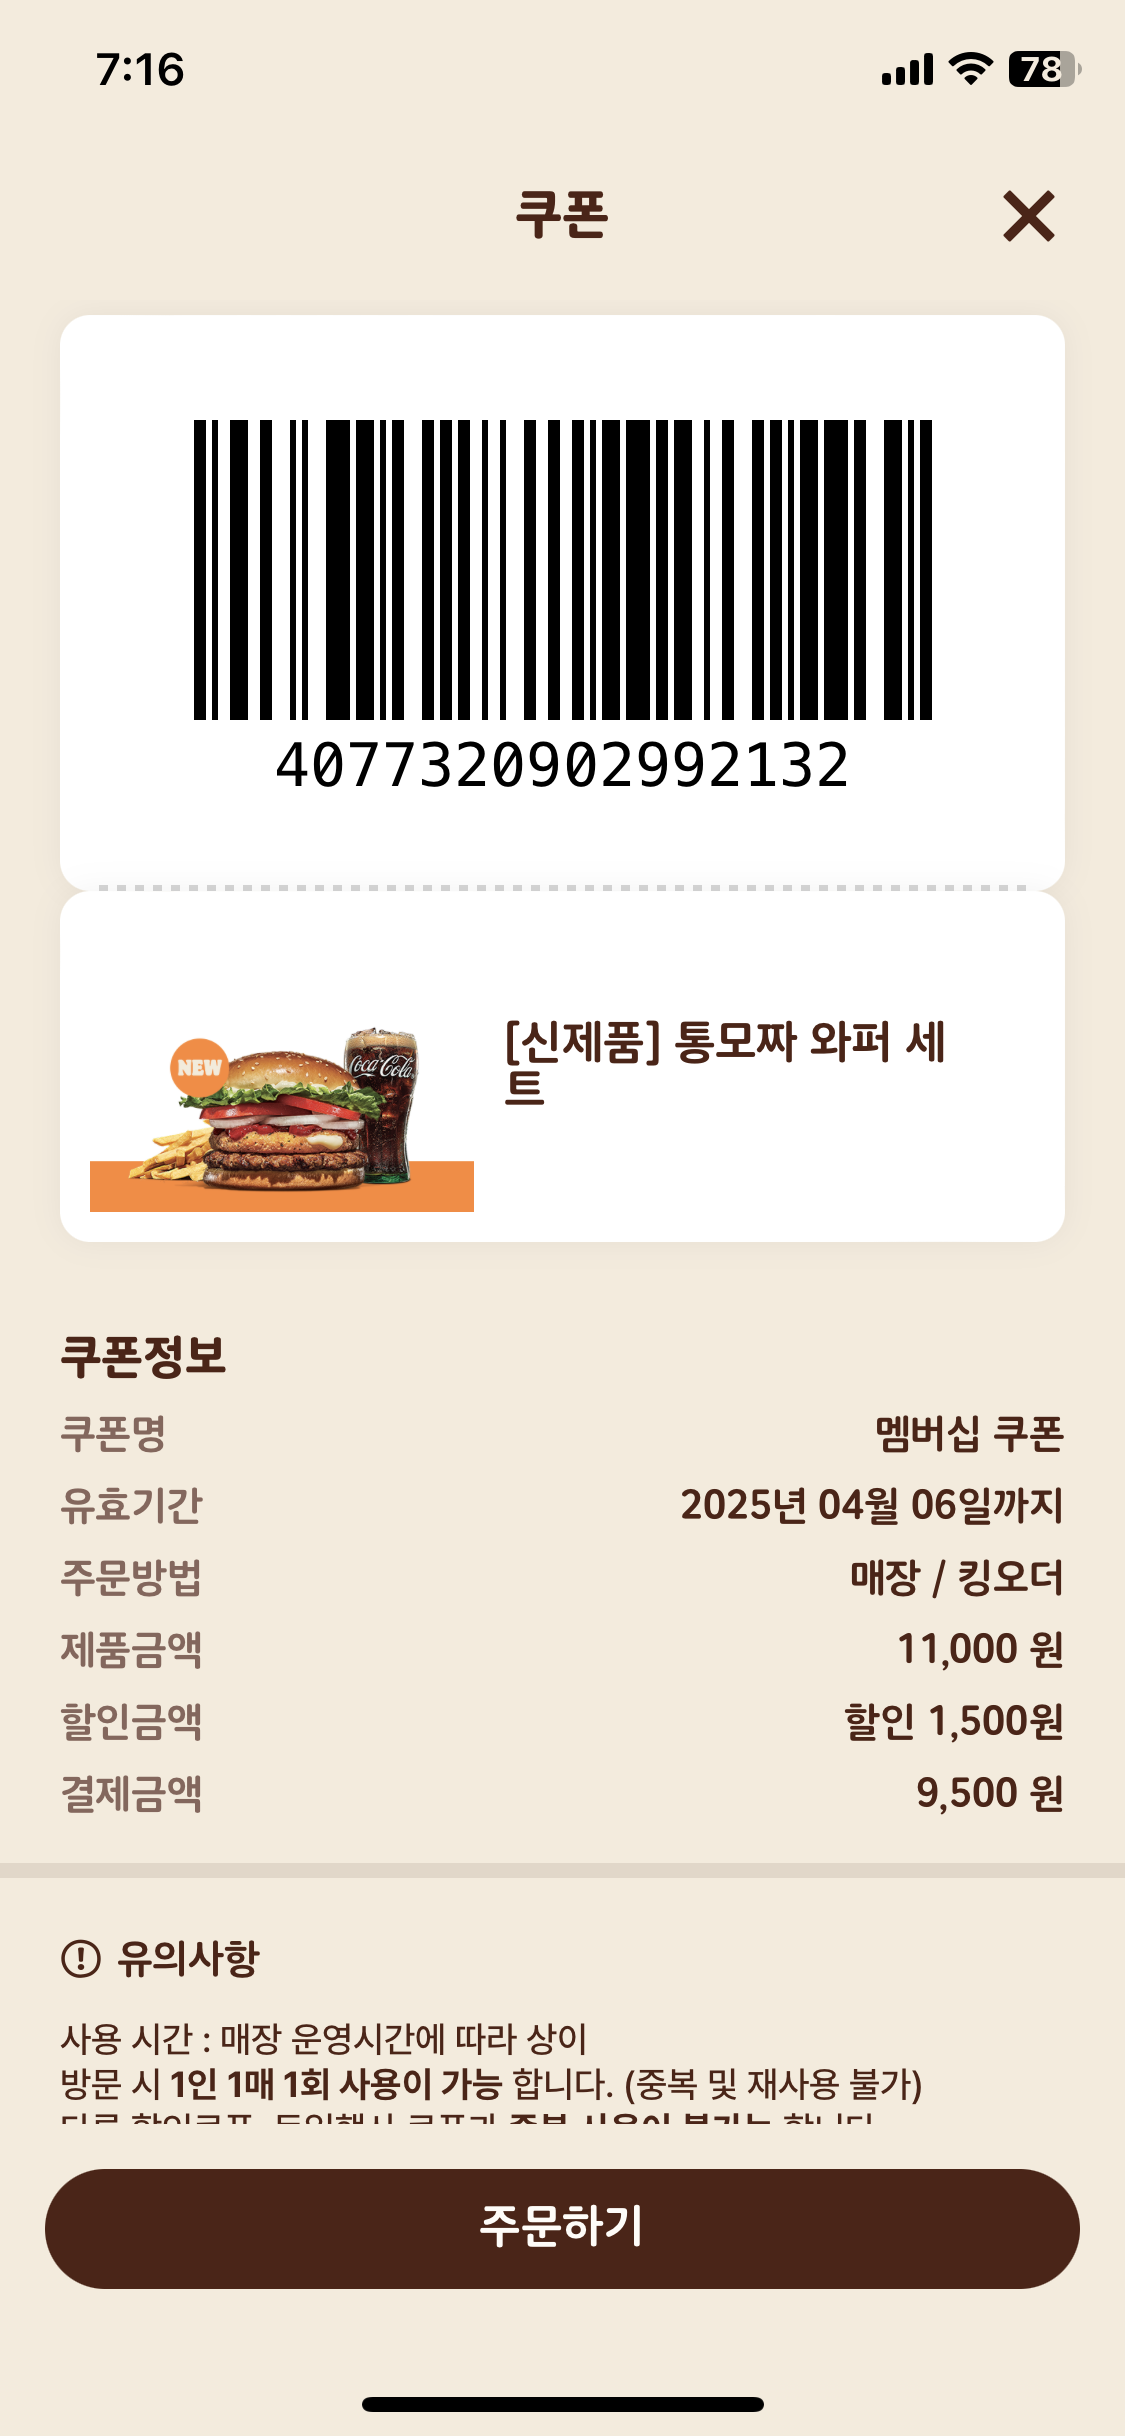 7:16
78
쿠폰
4077320902992132
NEW
Coca-Cola
[신제품] 통모짜 와퍼 세
트
쿠폰정보
쿠폰명 멤버십 쿠폰
유효기간 2025년 04월 06일까지
주문방법 매장 / 킹오더
제품금액 11,000 원
할인금액 할인 1,500원
결제금액 9,500 원
유의사항
사용 시간 : 매장 운영시간에 따라 상이
방문 시 1인 1매 1회 사용이 가능 합니다. (중복 및 재사용 불가)
주문하기